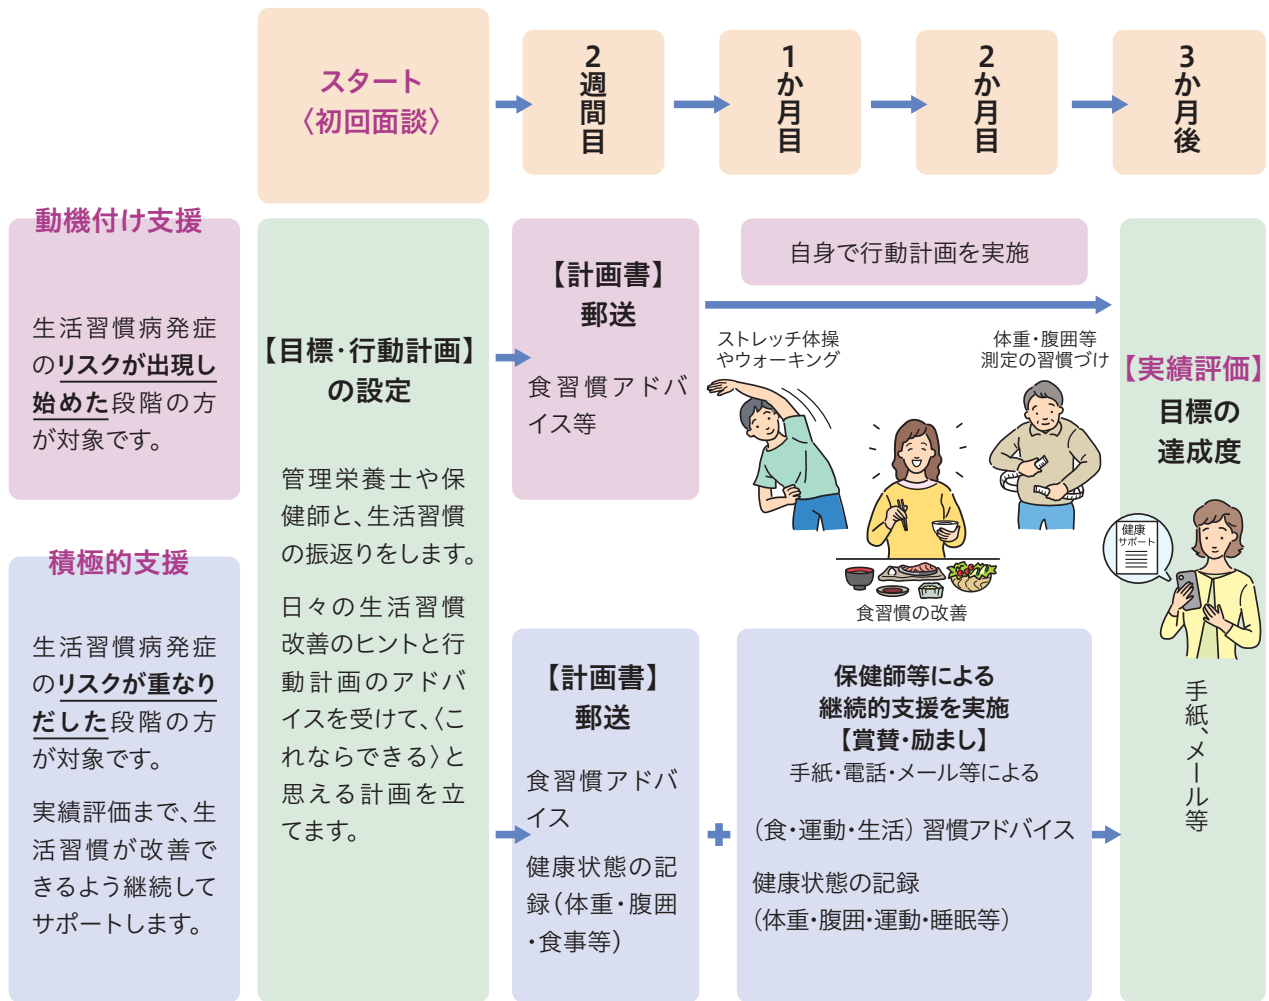 スタート
〈初回面談〉
2週間目
1か月目
2か月目
3か月後
動機付け支援
生活習慣病発症
のリスクが出現し
始めた段階の方
が対象です。
積極的支援
生活習慣病発症
のリスクが重なり
だした段階の方
が対象です。
実績評価まで、生
活習慣が改善で
きるよう継続して
サポートします。
【目標・行動計画】
の設定
管理栄養士や保
健師と、生活習慣
の振返りをします。
日々の生活習慣
改善のヒントと行
動計画のアドバ
イスを受けて、〈こ
れならできる〉と
思える計画を立
てます。
【計画書】
郵送
食習慣アドバ
イス等
自身で行動計画を実施
ストレッチ体操
やウォーキング
体重・腹囲等
測定の習慣づけ
食習慣の改善
【計画書】
郵送
食習慣アドバ
イス
健康状態の記
録(体重・腹囲
・食事等)
保健師等による
継続的支援を実施
【賞賛・励まし】
手紙・電話・メール等による
(食・運動・生活)習慣アドバイス
健康状態の記録
(体重・腹囲・運動・睡眠等)
【実績評価】
目標の
達成度
健康
サポート
手紙、メール等